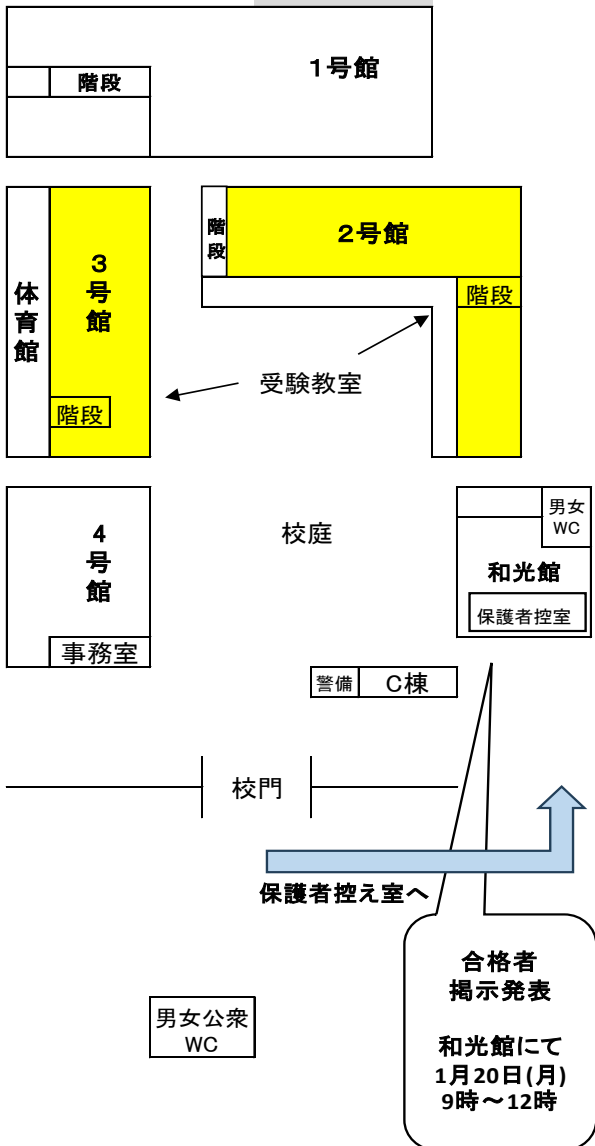 1号館
階段
階段
2号館
3号館
体育館
階段
受験教室
階段
4号館
校庭
男女
WC
和光館
保護者控室
事務室
警備
C棟
校門
保護者控え室へ
合格者
掲示発表
和光館にて
1月20日(月)
9時～12時
男女公衆
WC